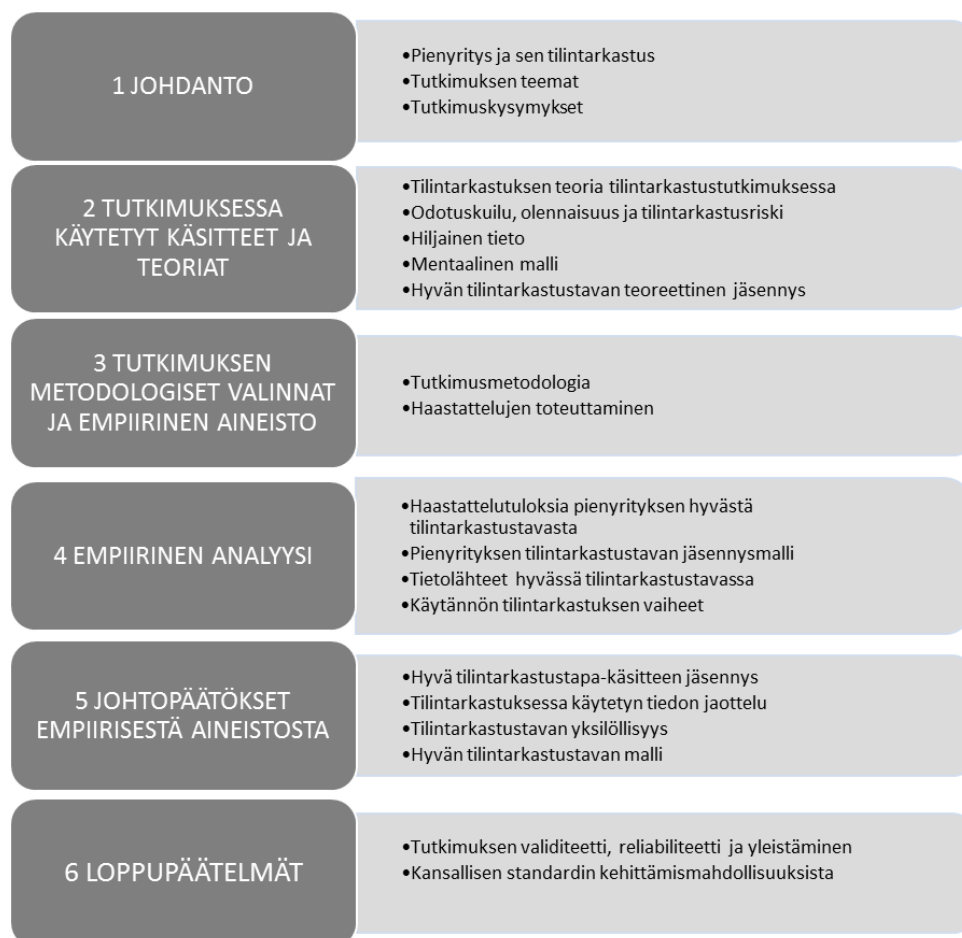 1 JOHDANTO
•Pienyritys ja sen tilintarkastus
•Tutkimuksen teemat
•Tutkimuskysymykset
2 TUTKIMUKSESSA
KÄYTETYT KÄSITTEET JA
TEORIAT
•Tilintarkastuksen teoria tilintarkastustutkimuksessa
•Odotuskuilu, olennaisuus ja tilintarkastusriski
•Hiljainen tieto
•Mentaalinen malli
•Hyvän tilintarkastustavan teoreettinen jäsennys
3 TUTKIMUKSEN
METODOLOGISET VALINNAT
JA EMPIIRINEN AINEISTO
•Tutkimusmetodologia
•Haastattelujen toteuttaminen
4 EMPIIRINEN ANALYYSI
•Haastattelutuloksia pienyrityksen hyvästä
tilintarkastustavasta
•Pienyrityksen tilintarkastustavan jäsennysmalli
•Tietolähteet hyvässä tilintarkastustavassa
•Käytännön tilintarkastuksen vaiheet
5 JOHTOPÄÄTÖKSET
EMPIIRISESTÄ AINEISTOSTA
•Hyvä tilintarkastustapa-käsitteen jäsennys
•Tilintarkastuksessa käytetyn tiedon jaottelu
•Tilintarkastustavan yksilöllisyys
•Hyvän tilintarkastustavan malli
6 LOPPUPÄÄTELMÄT
•Tutkimuksen validiteetti, reliabiliteetti ja yleistäminen
•Kansallisen standardin kehittämismahdollisuuksista